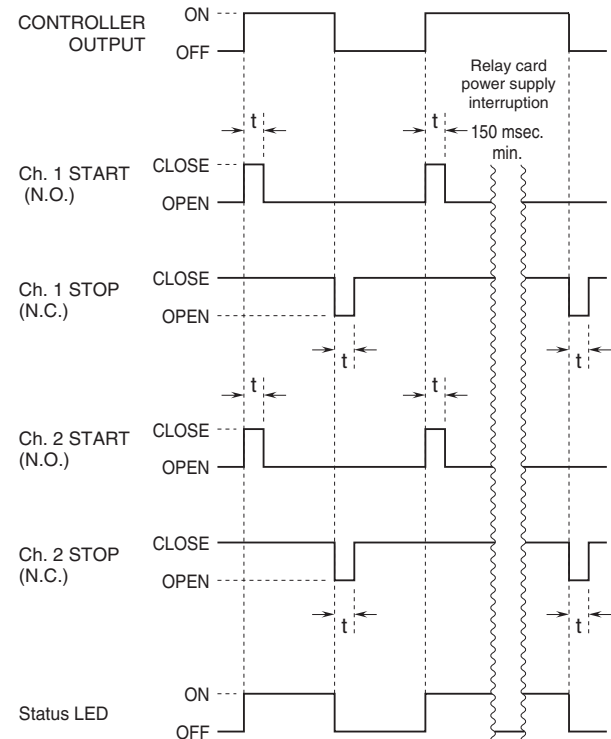 CONTROLLER
OUTPUT
ON
OFF
Relay card
power supply
interruption
150 msec.
min.
t
t
Ch. 1 START
(N.O.)
CLOSE
OPEN
Ch. 1 STOP
(N.C.)
CLOSE
OPEN
t
t
t
t
Ch. 2 START
(N.O.)
CLOSE
OPEN
Ch. 2 STOP
(N.C.)
CLOSE
OPEN
t
t
Status LED
ON
OFF